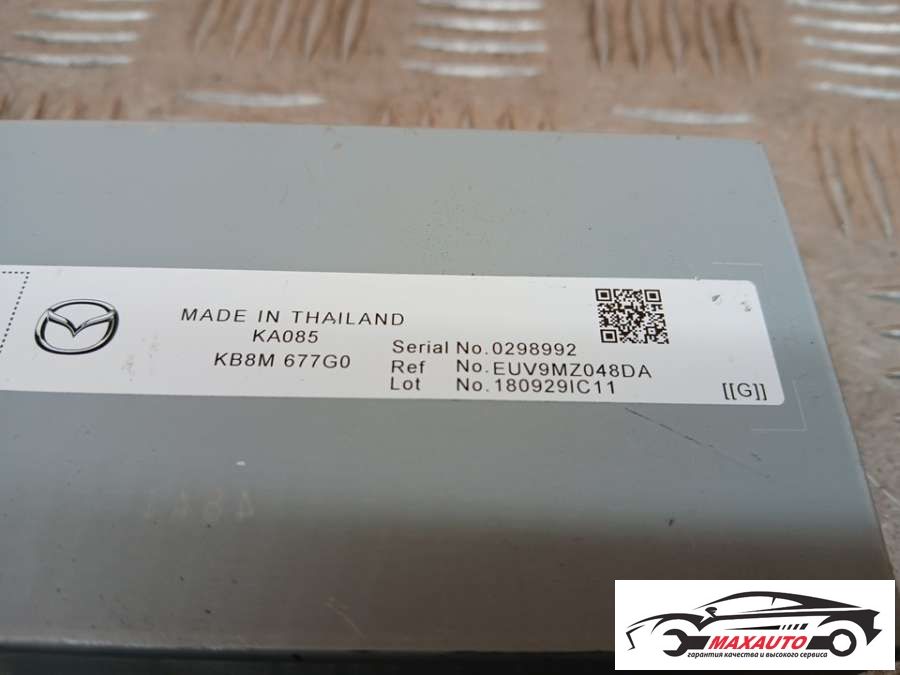 MADE IN THAILAND
KA085
KB8M 677G0
Serial No.0298992
Ref No.EUV9MZ048DA
Lot No.180929IC11
[[G]]
MAXAUTO
гарантия качества и высокого сервиса